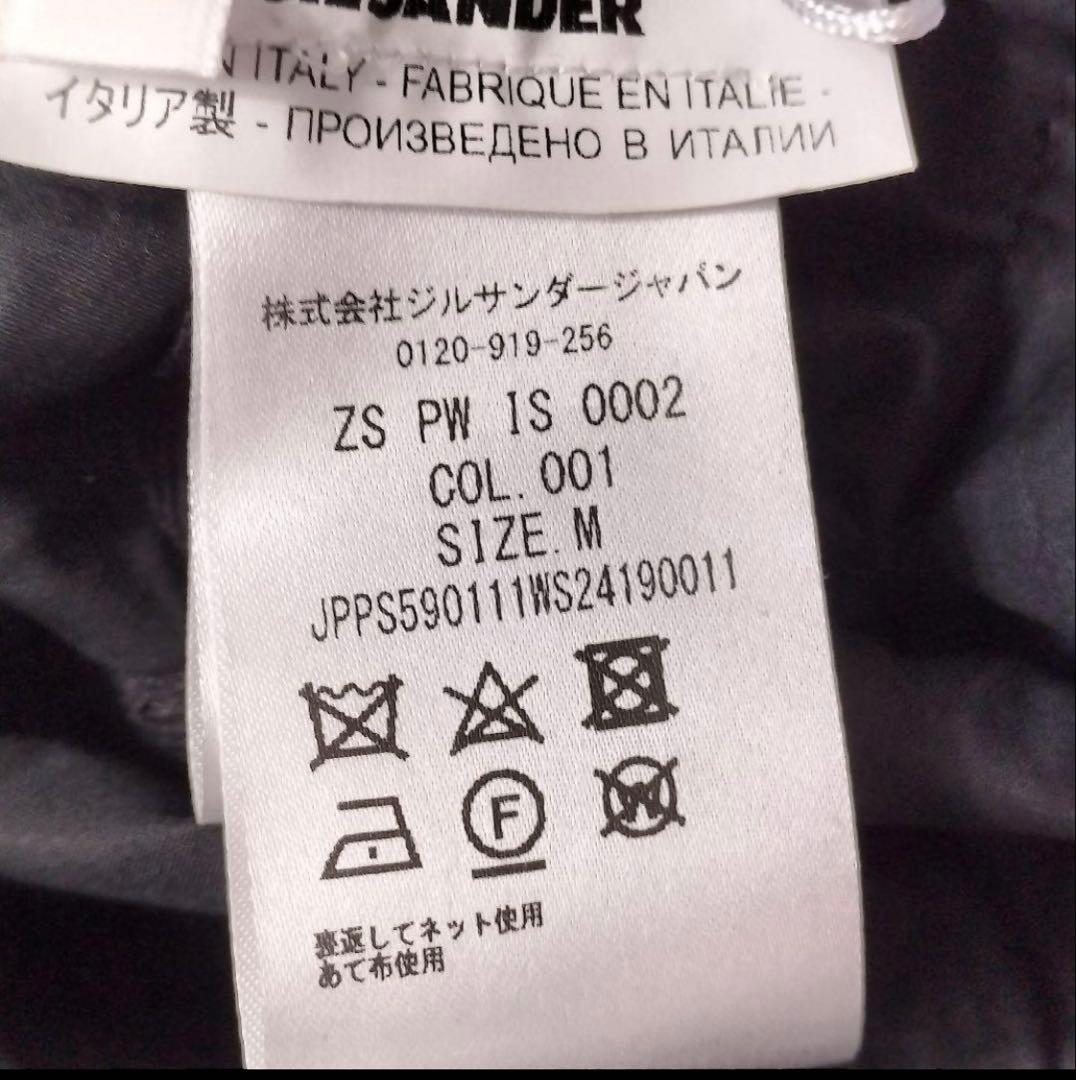 SANDER
N ITALY - FABRIQUE EN ITALIE -
イタリア製 - ПРОИЗВЕДЕНО В ИТАЛИИ
株式会社ジルサンダージャパン
0120-919-256
ZS PW IS 0002
COL. 001
SIZE. M
JPPS590111WS24190011
F
W
裏返してネット使用
あて布使用